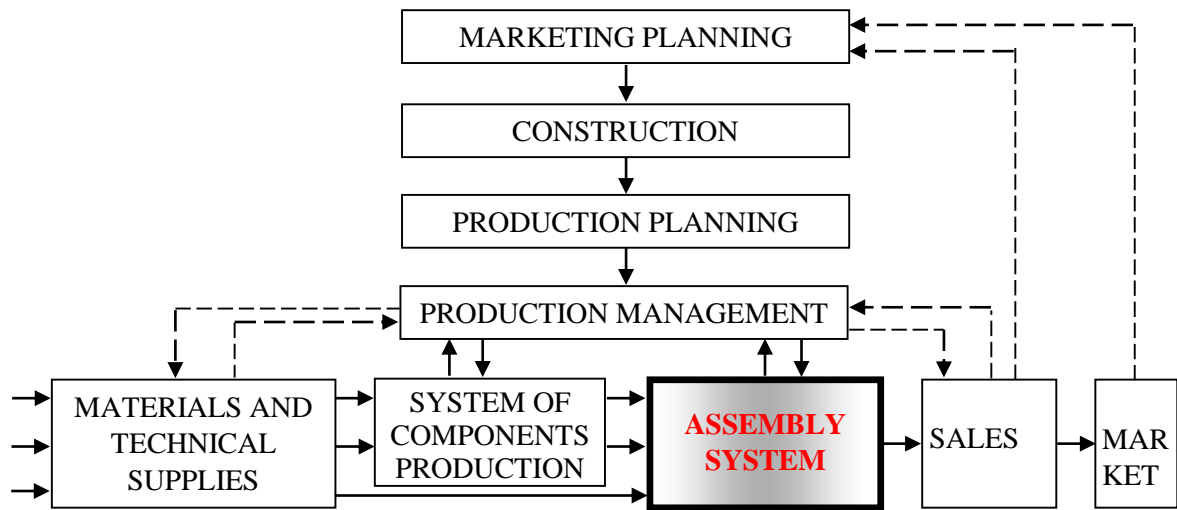 MARKETING PLANNING
CONSTRUCTION
PRODUCTION PLANNING
PRODUCTION MANAGEMENT
MATERIALS AND
TECHNICAL
SUPPLIES
SYSTEM OF
COMPONENTS
PRODUCTION
ASSEMBLY
SYSTEM
SALES
MAR
KET